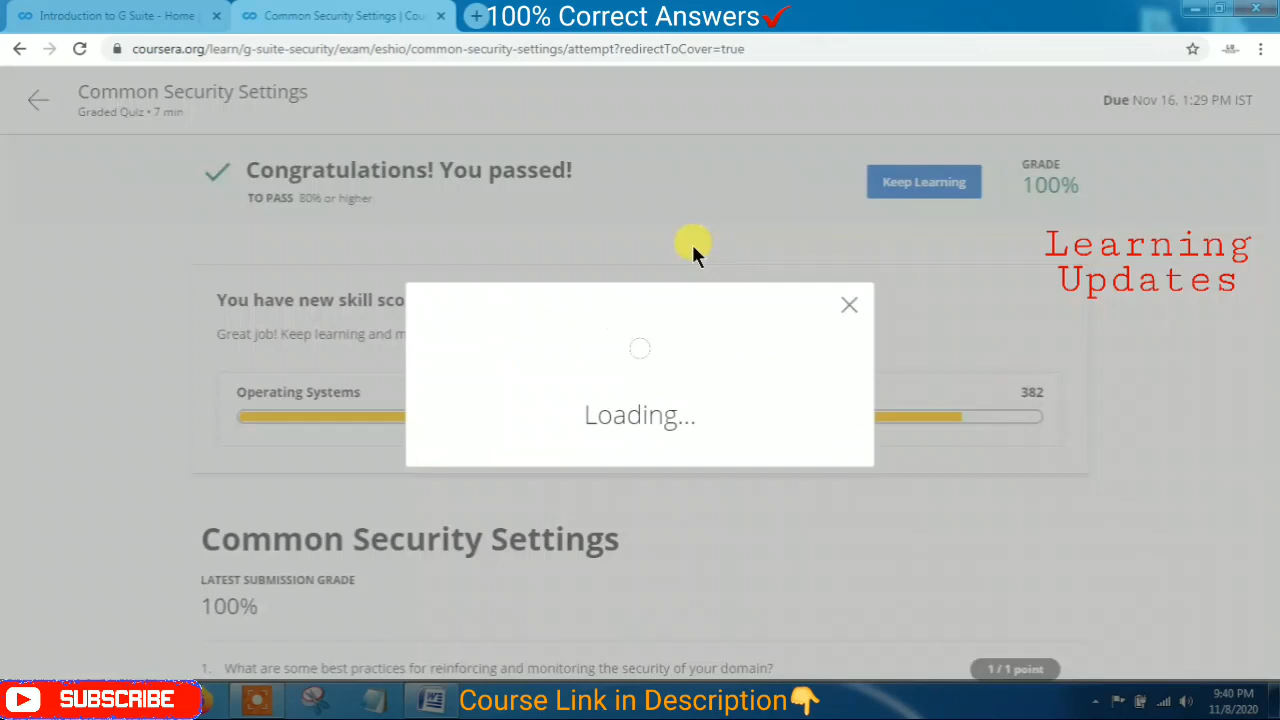 Introduction to G Suite - Home
Common Security Settings | Cou
100% Correct Answers
coursera.org/learn/g-suite-security/exam/eshio/common-security-settings/attempt?redirectToCover=true
Common Security Settings
Graded Quiz • 7 min
Due Nov 16, 1:29 PM IST
Congratulations! You passed!
TO PASS 80% or higher
Keep Learning
GRADE
100%
Learning
Updates
You have new skill sco
Great job! Keep learning and m
Loading...
Operating Systems
382
Common Security Settings
LATEST SUBMISSION GRADE
100%
1. What are some best practices for reinforcing and monitoring the security of your domain?
1 / 1 point
SUBSCRIBE
Course Link in Description
9:40 PM
11/8/2020